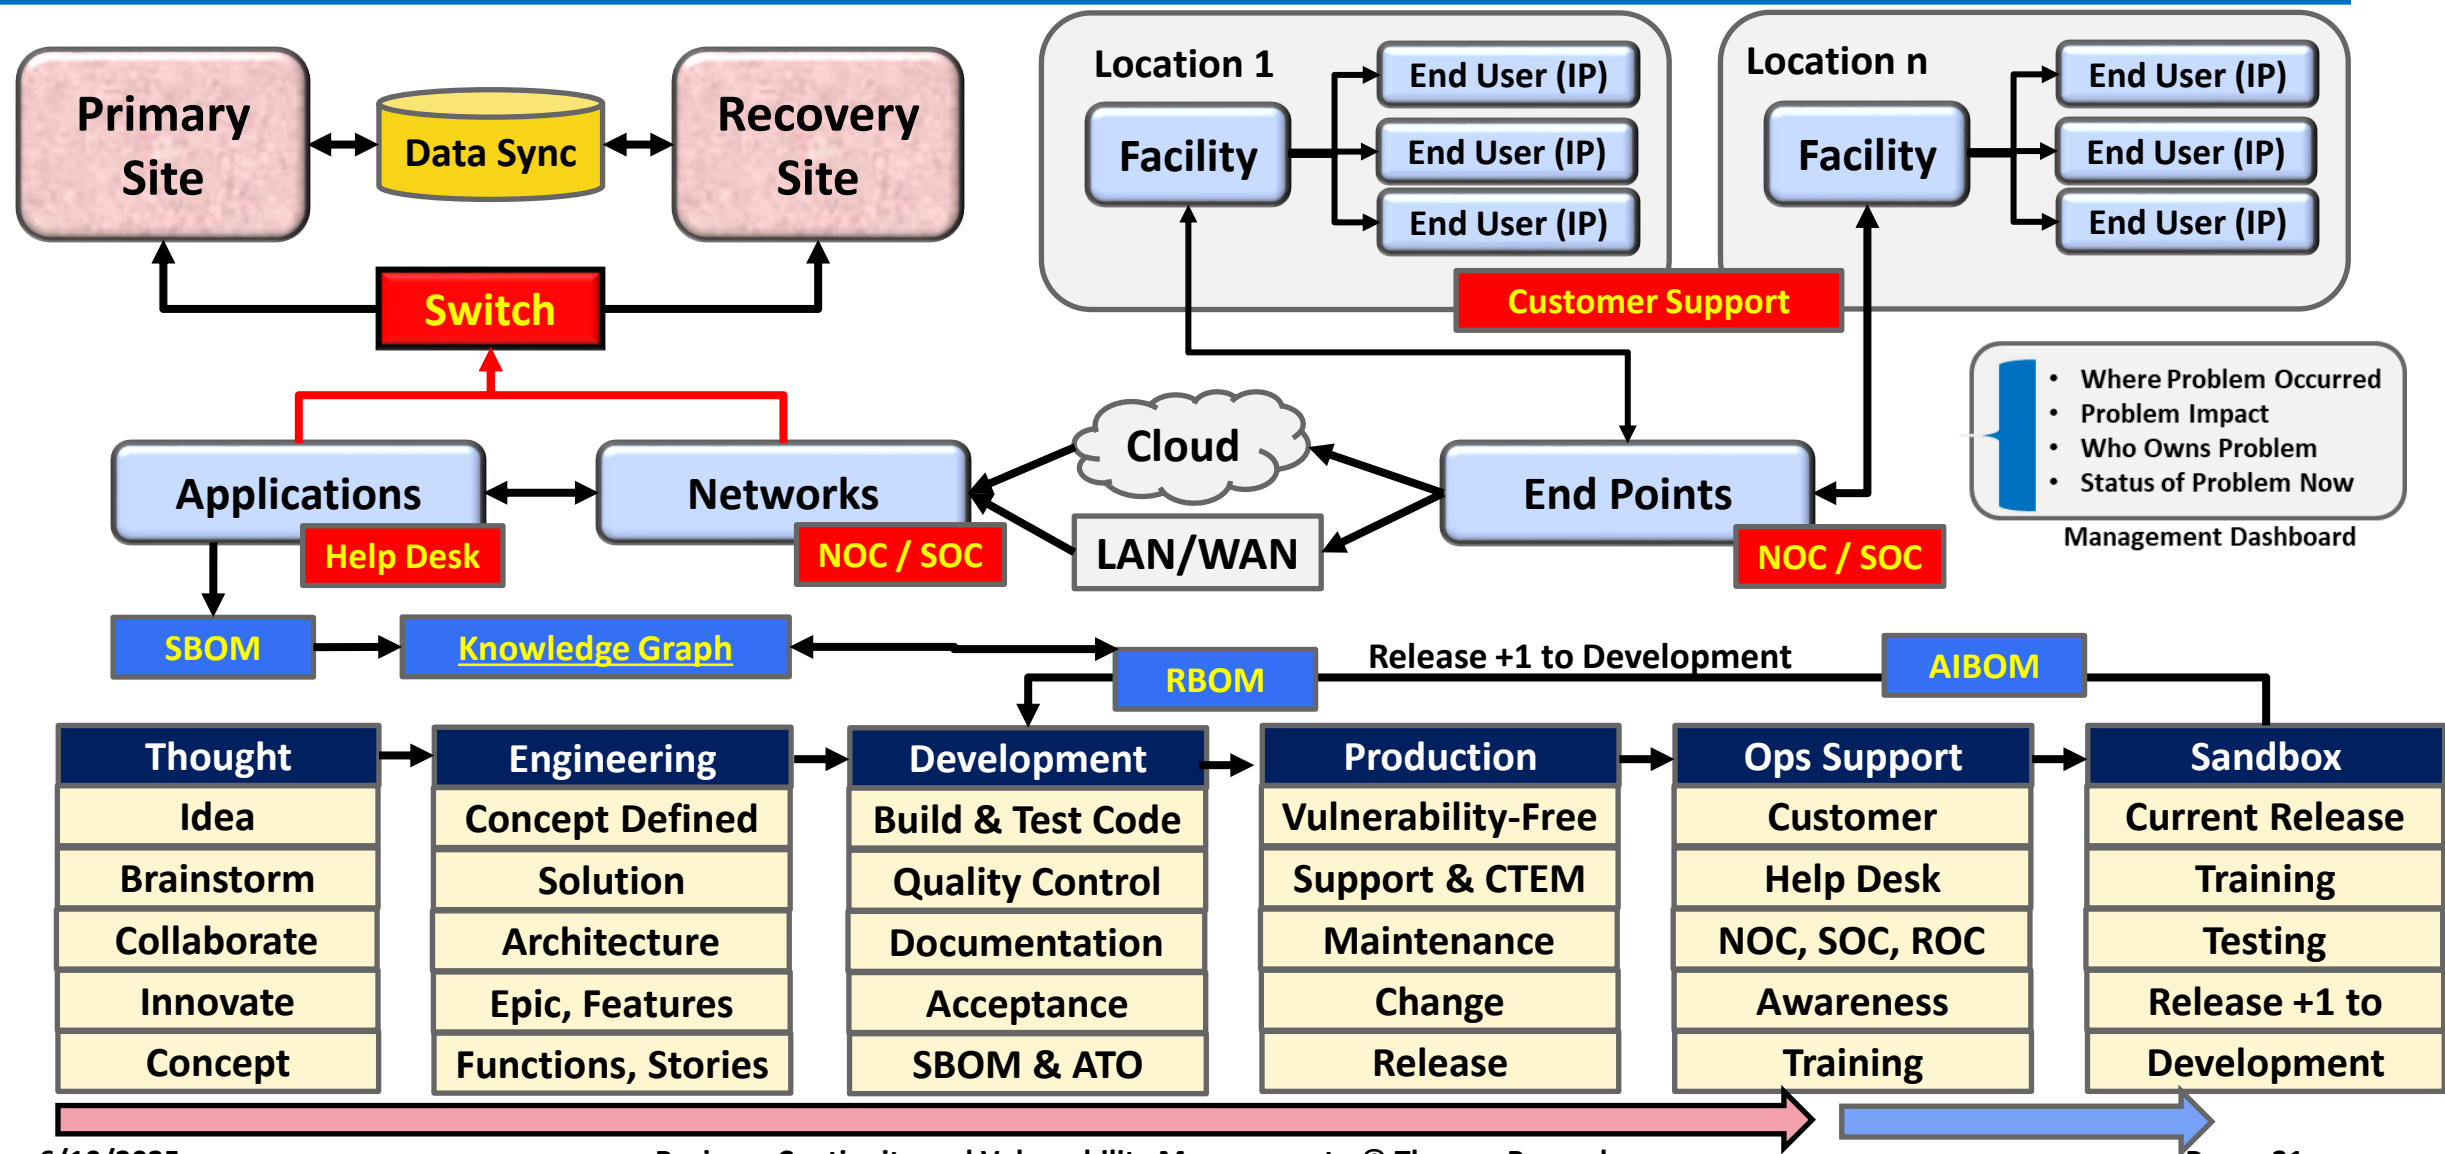 Primary
Site
Data Sync
Recovery
Site
Switch
Location 1
Facility
End User (IP)
End User (IP)
End User (IP)
Location n
Facility
End User (IP)
End User (IP)
End User (IP)
Customer Support
• Where Problem Occurred
• Problem Impact
• Who Owns Problem
• Status of Problem Now
Management Dashboard
Applications
Help Desk
Networks
NOC / SOC
Cloud
LAN/WAN
End Points
NOC / SOC
SBOM
Knowledge Graph
RBOM
Release +1 to Development
AIBOM
Thought
Idea
Brainstorm
Collaborate
Innovate
Concept
Engineering
Concept Defined
Solution
Architecture
Epic, Features
Functions, Stories
Development
Build & Test Code
Quality Control
Documentation
Acceptance
SBOM & ATO
Production
Vulnerability-Free
Support & CTEM
Maintenance
Change
Release
Ops Support
Customer
Help Desk
NOC, SOC, ROC
Awareness
Training
Sandbox
Current Release
Training
Testing
Release +1 to
Development